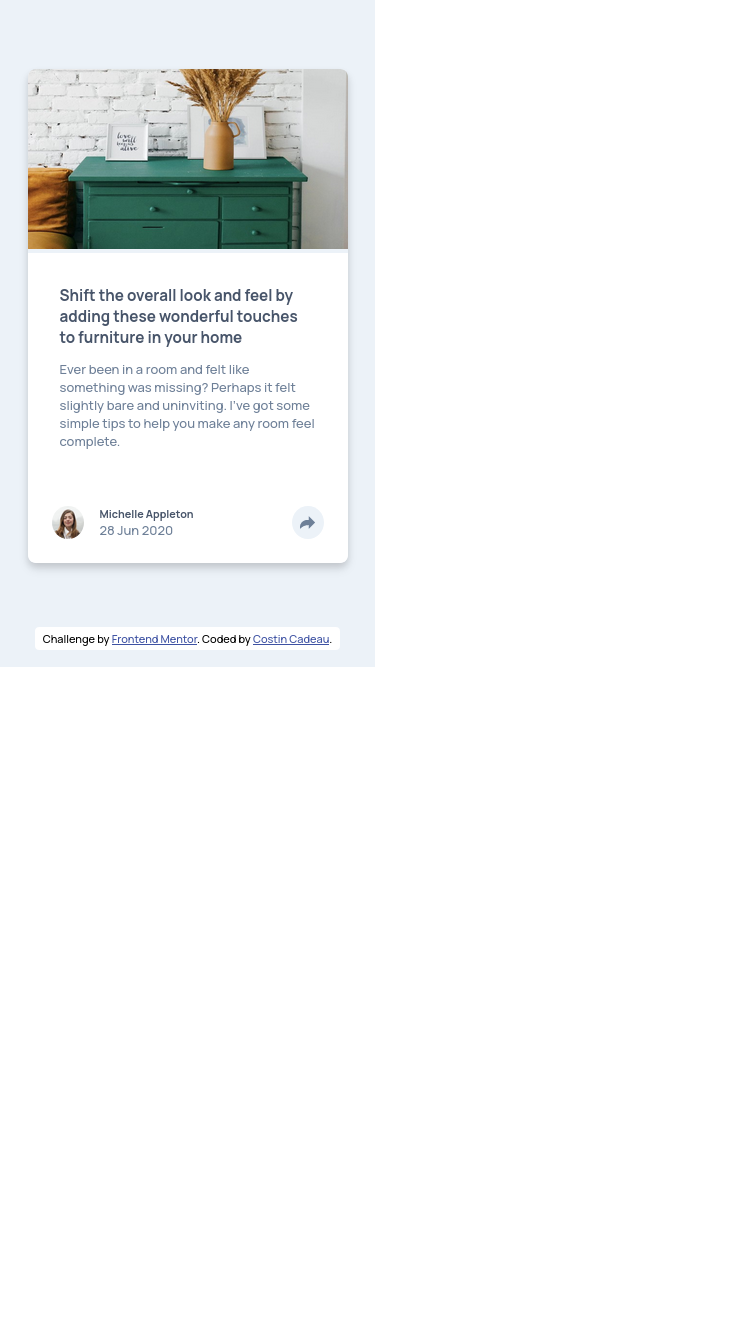 love
will
alive
Shift the overall look and feel by
adding these wonderful touches
to furniture in your home
Ever been in a room and felt like
something was missing? Perhaps it felt
slightly bare and uninviting. I've got some
simple tips to help you make any room feel
complete.
Michelle Appleton
28 Jun 2020
Challenge by Frontend Mentor. Coded by Costin Cadeau.